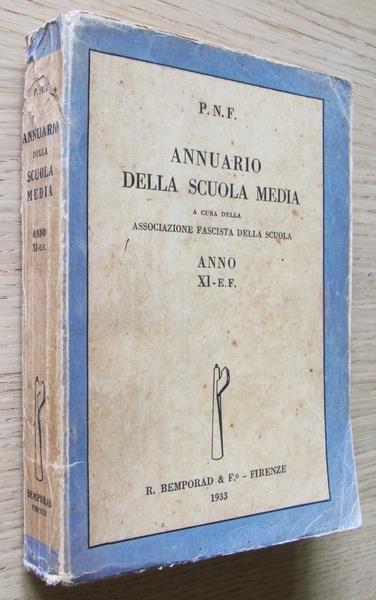 P. N. F.
ANNUARIO
DELLA
SCUOLA
MEDIA
ANNO
XI-E.F.
BEMPORAD
FIRENZE
P. N. F.
ANNUARIO
DELLA SCUOLA MEDIA
A CURA DELLA
ASSOCIAZIONE FASCISTA DELLA SCUOLA
ANNO
XI-E.F.
R. BEMPORAD & F.º - FIRENZE
1933